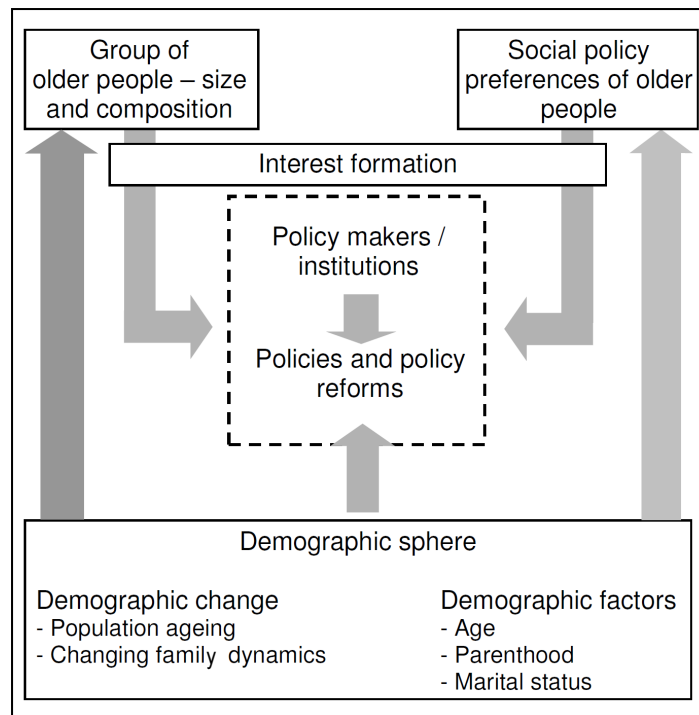 Group of
older people – size
and composition
Social policy
preferences of older
people
Interest formation
Policy makers /
institutions
Policies and policy
reforms
Demographic sphere
Demographic change
- Population ageing
- Changing family dynamics
Demographic factors
- Age
- Parenthood
- Marital status